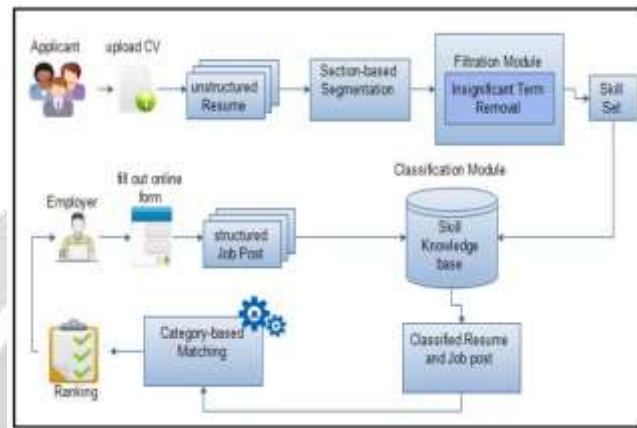 Applicant
upload CV
unstructured
Resume
Section-based
Segmentation
Filtration Module
Insignificant Term
Removal
Skill
Set
Classification Module
Employer
fill out online
form
structured
Job Post
Skill
Knowledge
base
Ranking
Category-based
Matching
Classified Resume
and Job post